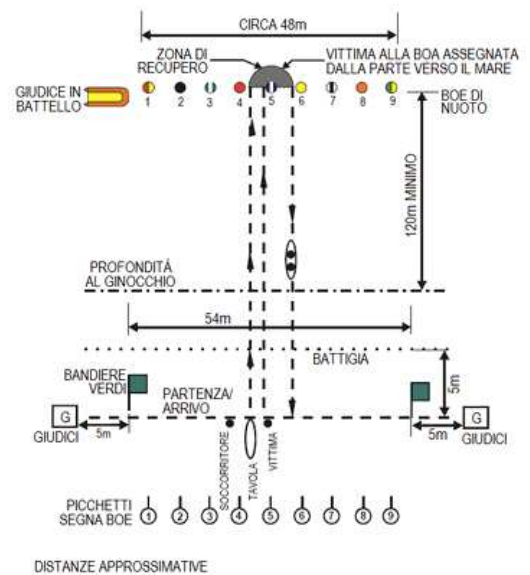 CIRCA 48m
ZONA DI
RECUPERO
VITTIMA ALLA BOA ASSEGNATA
DALLA PARTE VERSO IL MARE
GIUDICE IN
BATTELLO
1 2 3 4 5 6 7 8 9
BOE DI
NUOTO
120m MINIMO
PROFONDITÁ
AL GINOCCHIO
54m
BATTIGIA
BANDIERE
VERDI
PARTENZA/
ARRIVO
5m
G
GIUDICI
5m
SOCCORRITORE
TAVOLA
VITTIMA
5m
G
GIUDICI
PICCHETTI
SEGNA BOE
1 2 3 4 5 6 7 8 9
DISTANZE APPROSSIMATIVE